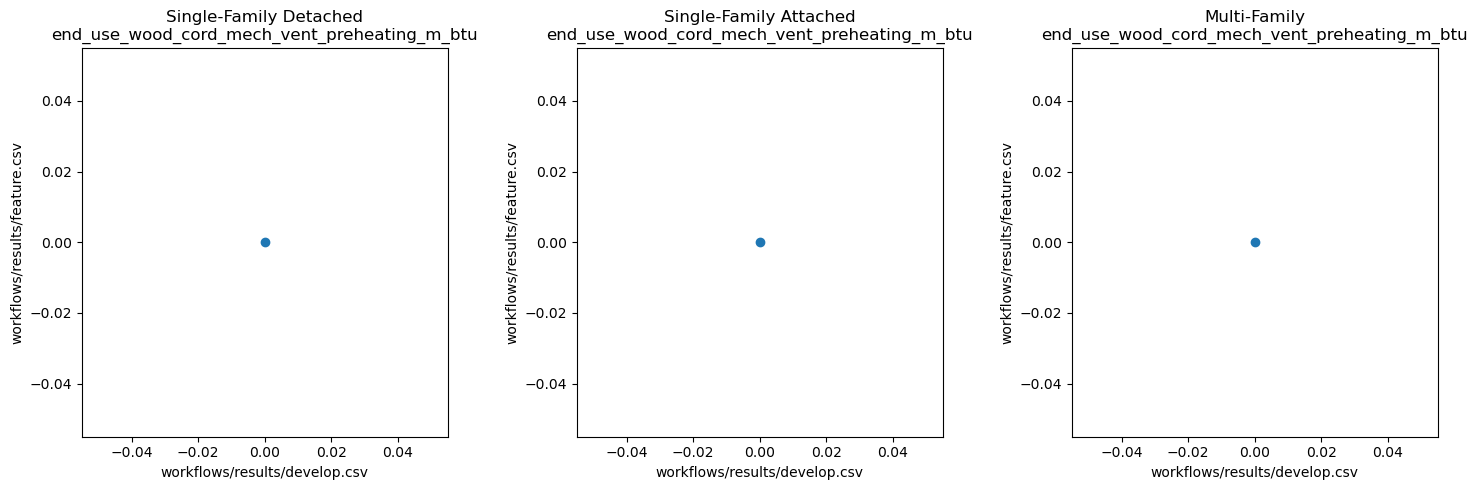 Single-Family Detached
end_use_wood_cord_mech_vent_preheating_m_btu
workflows/results/feature.csv
0.04
0.02
0.00
−0.02
−0.04
−0.04
−0.02
0.00
0.02
0.04
workflows/results/develop.csv
Single-Family Attached
end_use_wood_cord_mech_vent_preheating_m_btu
workflows/results/feature.csv
0.04
0.02
0.00
−0.02
−0.04
−0.04
−0.02
0.00
0.02
0.04
workflows/results/develop.csv
Multi-Family
end_use_wood_cord_mech_vent_preheating_m_btu
workflows/results/feature.csv
0.04
0.02
0.00
−0.02
−0.04
−0.04
−0.02
0.00
0.02
0.04
workflows/results/develop.csv